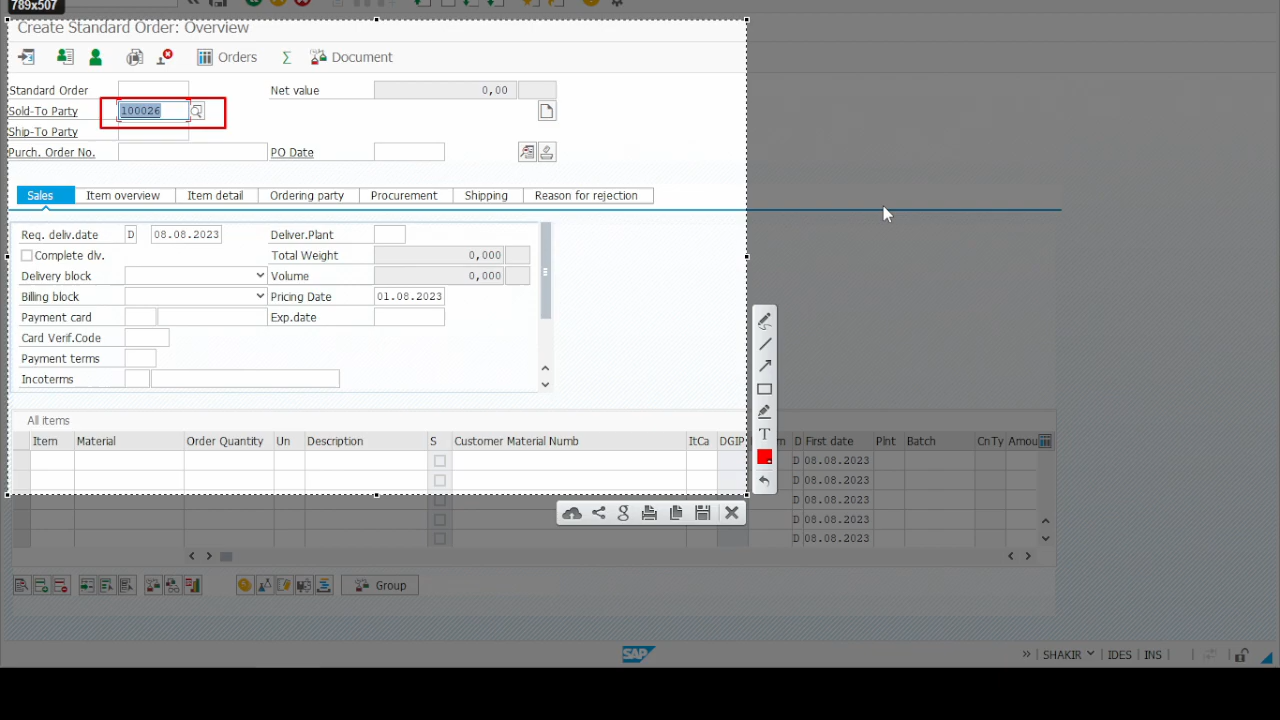 789x507
Create Standard Order: Overview
Orders Σ Document
Standard Order Net value 0,00
Sold-To Party 100026
Ship-To Party
Purch. Order No. PO Date
Sales Item overview Item detail Ordering party Procurement Shipping Reason for rejection
Req. deliv.date D 08.08.2023 Deliver.Plant
Complete dlv. Total Weight 0,000
Delivery block Volume 0,000
Billing block Pricing Date 01.08.2023
Payment card Exp.date
Card Verif.Code
Payment terms
Incoterms
All items
Item Material Order Quantity Un Description S Customer Material Numb ItCa DGIP D First date Plnt Batch CnTy Amou
D 08.08.2023
D 08.08.2023
D 08.08.2023
D 08.08.2023
D 08.08.2023
T
g
Group
SAP
SHAKIR IDES INS